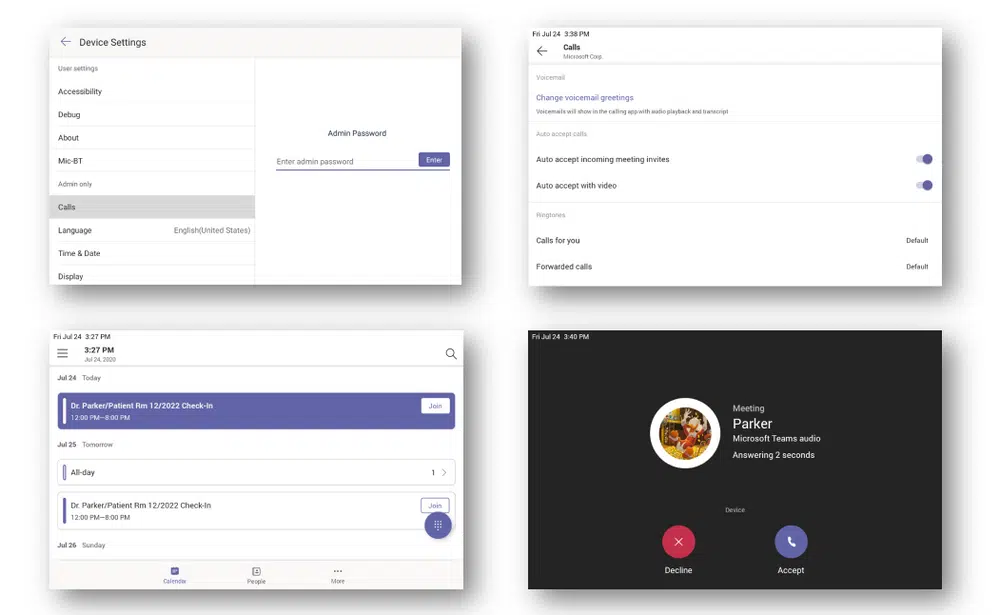 Device Settings
User settings
Accessibility
Debug
About
Mic-BT
Admin only
Calls
Language English(United States)
Time & Date
Display
Admin Password
Enter admin password Enter
Fri Jul 24 3:38 PM
Calls
Microsoft Corp.
Voicemail
Change voicemail greetings
Voicemails will show in the calling app with audio playback and transcript
Auto accept calls
Auto accept incoming meeting invites
Auto accept with video
Ringtones
Calls for you Default
Forwarded calls Default
Fri Jul 24 3:27 PM
3:27 PM
Jul 24, 2020
Jul 24 Today
Dr. Parker/Patient Rm 12/2022 Check-In Join
12:00 PM–8:00 PM
Jul 25 Tomorrow
All-day 1
Dr. Parker/Patient Rm 12/2022 Check-In Join
12:00 PM–8:00 PM
Jul 26 Sunday
Calendar People More
Fri Jul 24 3:40 PM
Meeting
Parker
Microsoft Teams audio
Answering 2 seconds
Device
Decline Accept